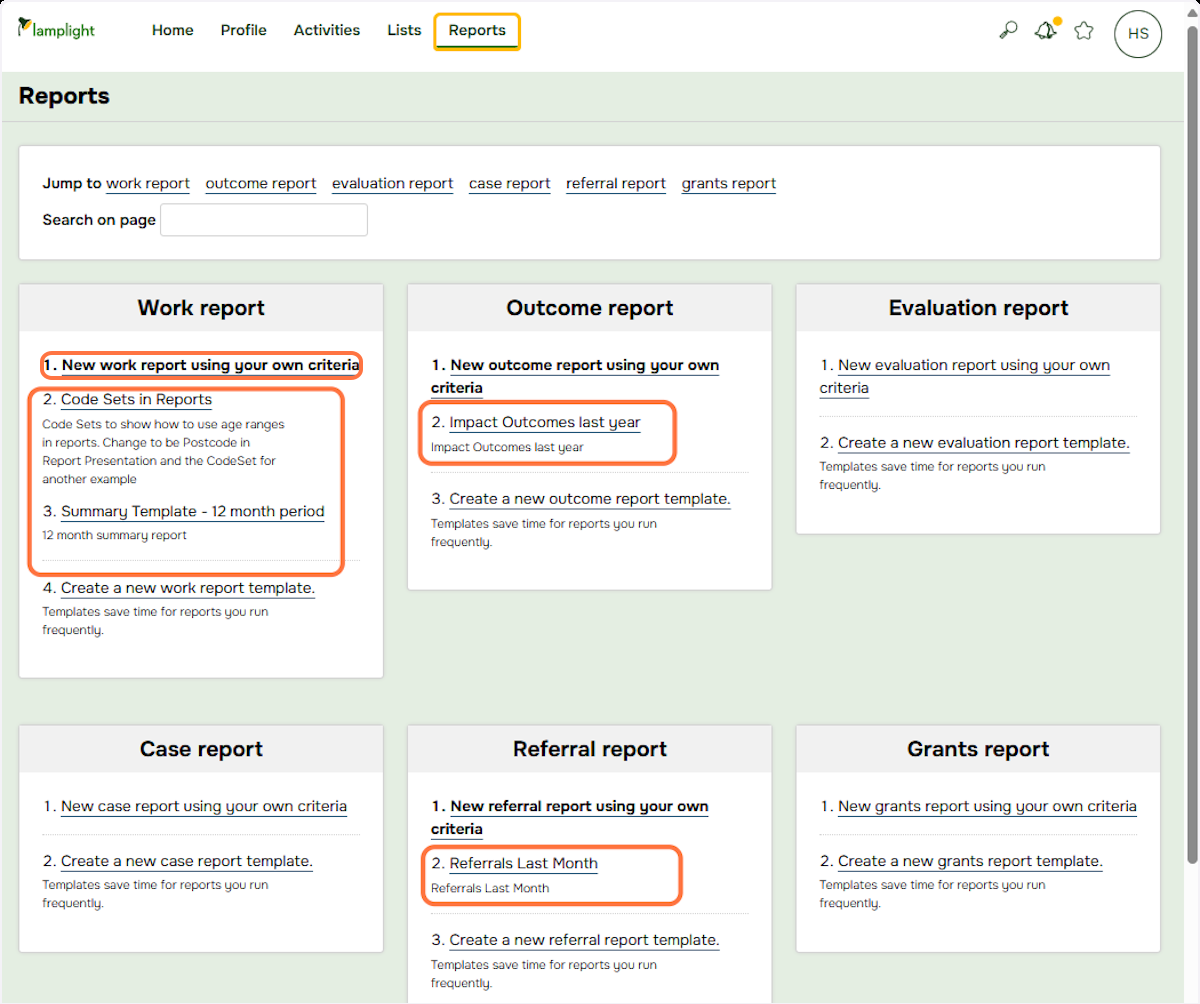 lamplight Home Profile Activities Lists Reports HS
Reports
Jump to work report outcome report evaluation report case report referral report grants report
Search on page
Work report
1. New work report using your own criteria
2. Code Sets in Reports
Code Sets to show how to use age ranges
in reports. Change to be Postcode in
Report Presentation and the CodeSet for
another example
3. Summary Template - 12 month period
12 month summary report
4. Create a new work report template.
Templates save time for reports you run
frequently.
Outcome report
1. New outcome report using your own
criteria
2. Impact Outcomes last year
Impact Outcomes last year
3. Create a new outcome report template.
Templates save time for reports you run
frequently.
Evaluation report
1. New evaluation report using your own
criteria
2. Create a new evaluation report template.
Templates save time for reports you run
frequently.
Case report
1. New case report using your own criteria
2. Create a new case report template.
Templates save time for reports you run
frequently.
Referral report
1. New referral report using your own
criteria
2. Referrals Last Month
Referrals Last Month
3. Create a new referral report template.
Templates save time for reports you run
frequently.
Grants report
1. New grants report using your own criteria
2. Create a new grants report template.
Templates save time for reports you run
frequently.